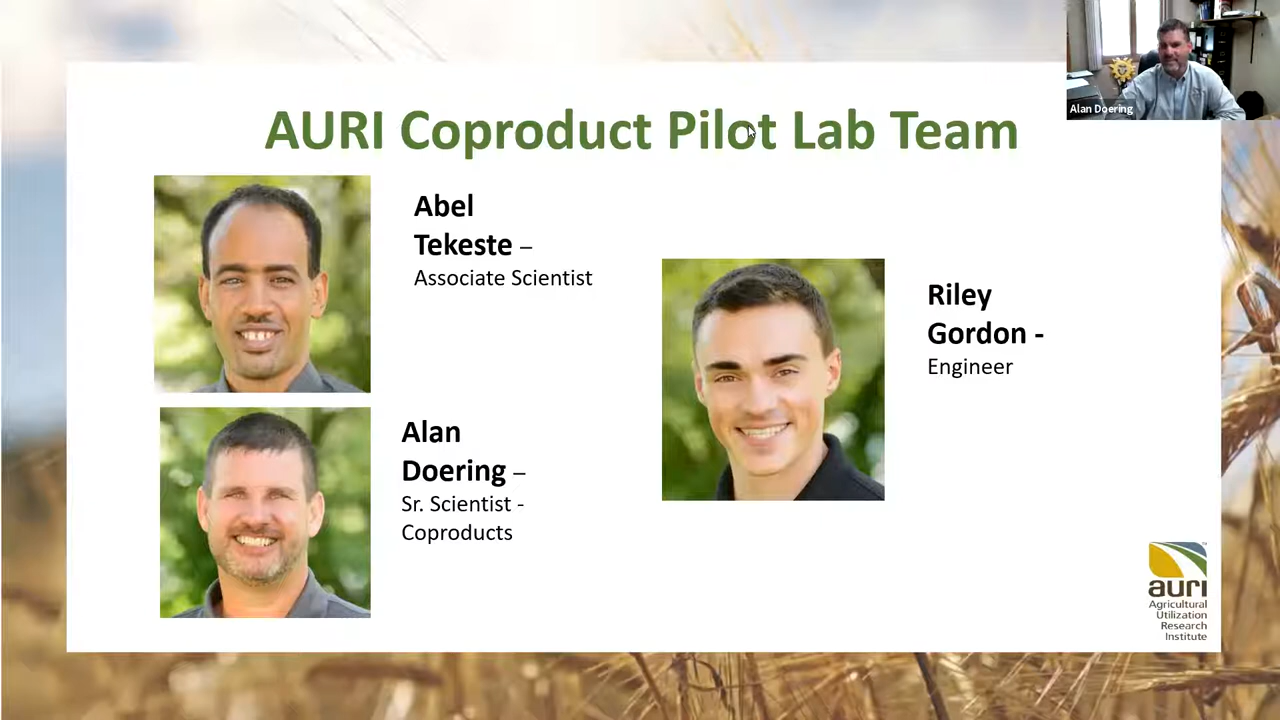 Alan Doering
AURI Coproduct Pilot Lab Team
Abel
Tekeste –
Associate Scientist
Alan
Doering –
Sr. Scientist -
Coproducts
Riley
Gordon -
Engineer
auri
Agricultural
Utilization
Research
Institute